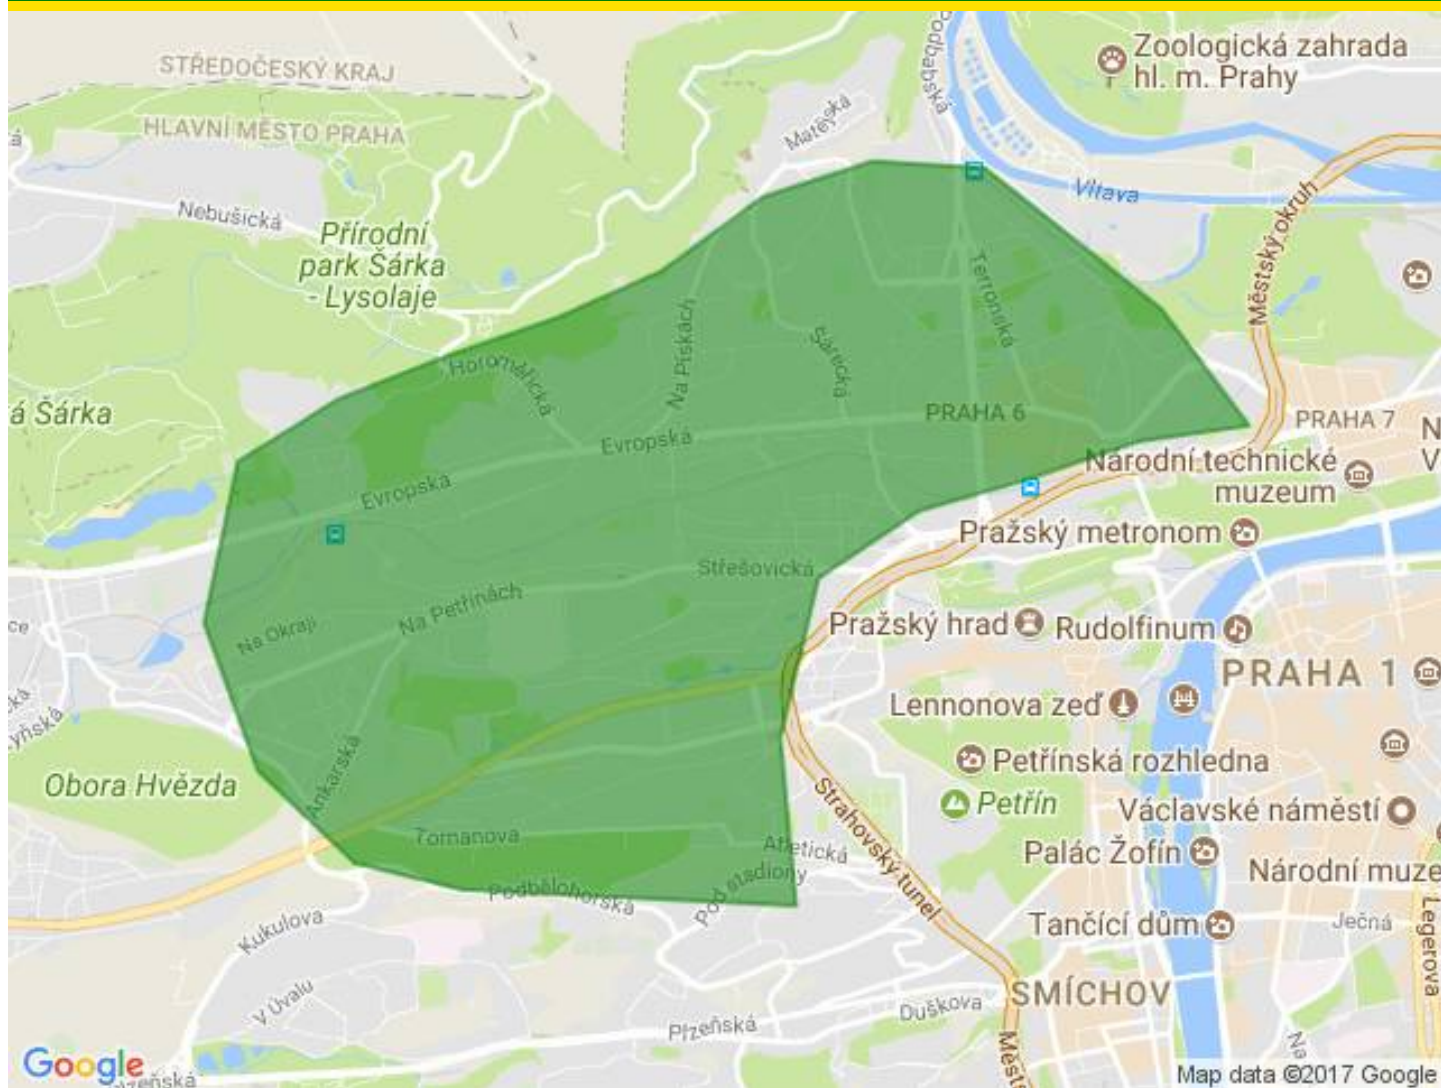 Zoologická zahrada
hl. m. Prahy
Podbabská
STŘEDOČESKÝ KRAJ
Matějská
HLAVNÍ MĚSTO PRAHA
á
Vltava
Nebušická
Městský okruh
Přírodní
park Šárka
- Lysolaje
Terronská
Na Pískách
Šárecká
Horoměřická
á Šárka
PRAHA 6
PRAHA 7
Evropská
N
V
Národní technické
muzeum
Evropská
Pražský metronom
Střešovická
Na Petřinách
Na Okraji
Pražský hrad
Rudolfinum
ce
PRAHA 1
Lennonova zeď
Petřínská rozhledna
Ankarská
Obora Hvězda
Petřín
Václavské náměstí
Strahovský tunel
Tomanova
Atletická
Palác Žofín
Národní muze
Pod stadiony
Podbělohorská
Kukulova
Tančící dům
Ječná
Legerova
SMÍCHOV
V Úvalu
Duškova
Plzeňská
Měst
Na
Google
lzeňská
Map data ©2017 Google